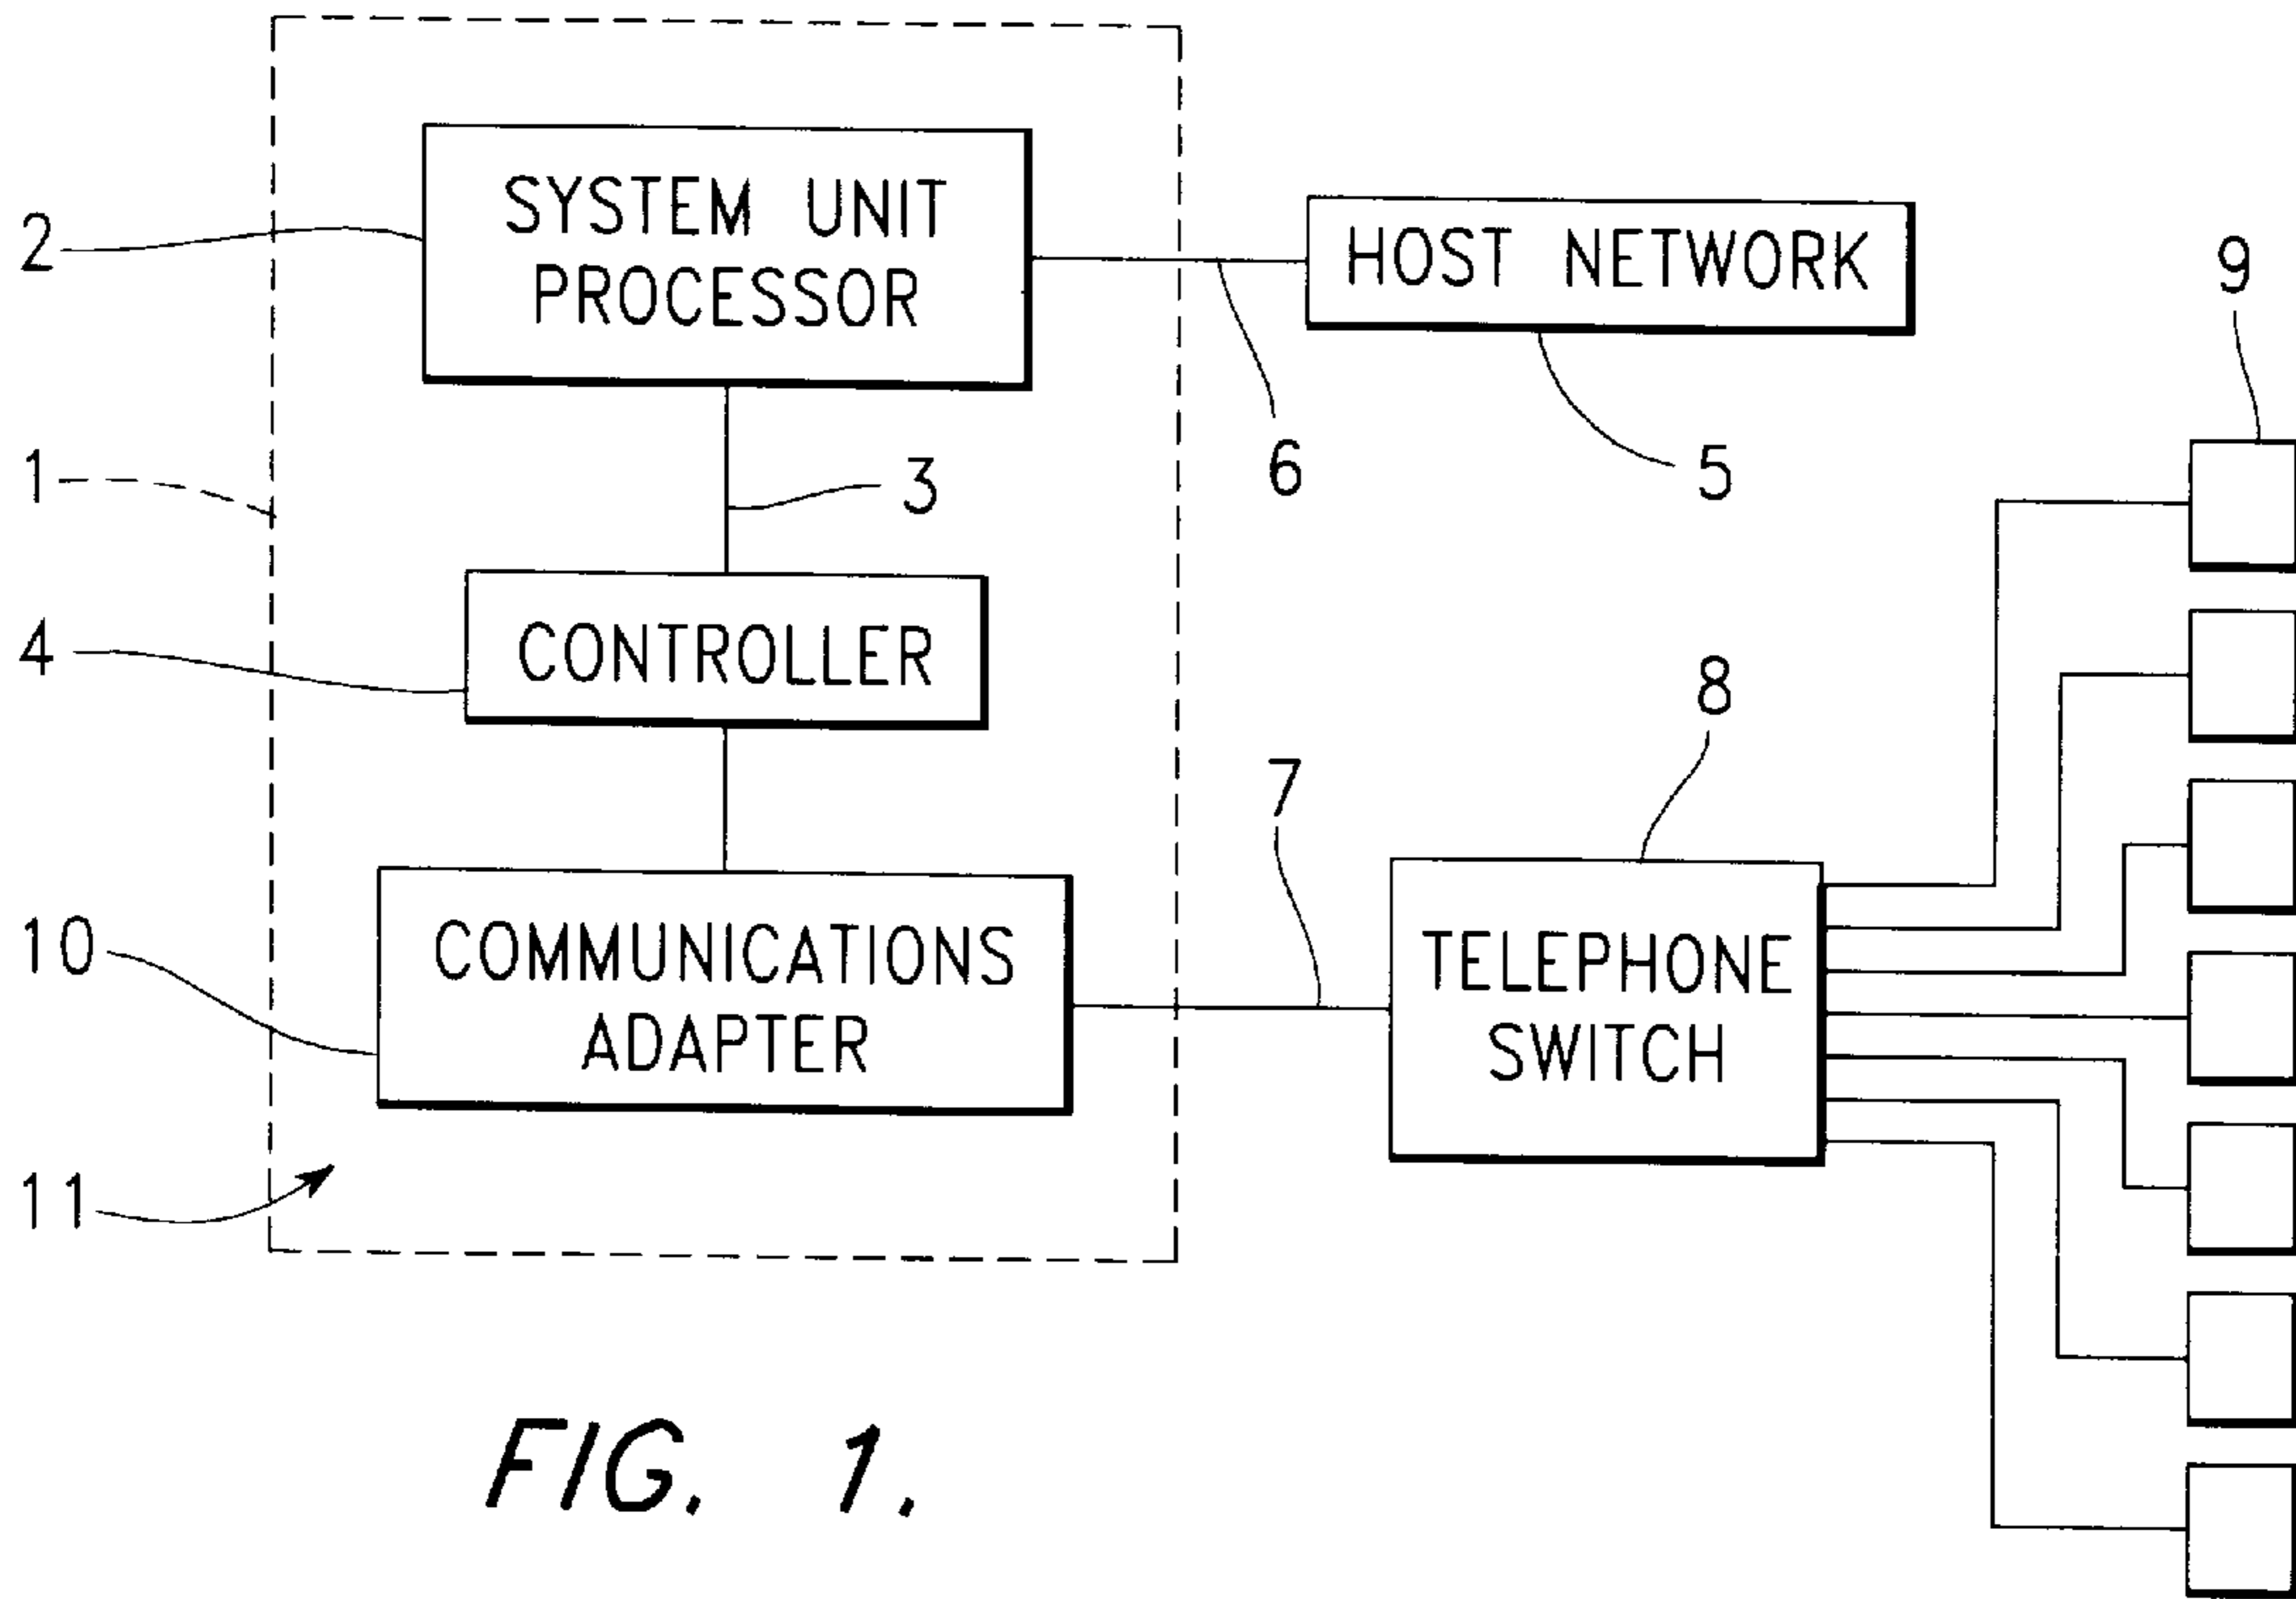 SYSTEM UNIT
PROCESSOR
2
HOST NETWORK
9
6
5
1
3
CONTROLLER
4
8
7
COMMUNICATIONS
ADAPTER
10
TELEPHONE
SWITCH
11
FIG. 1.